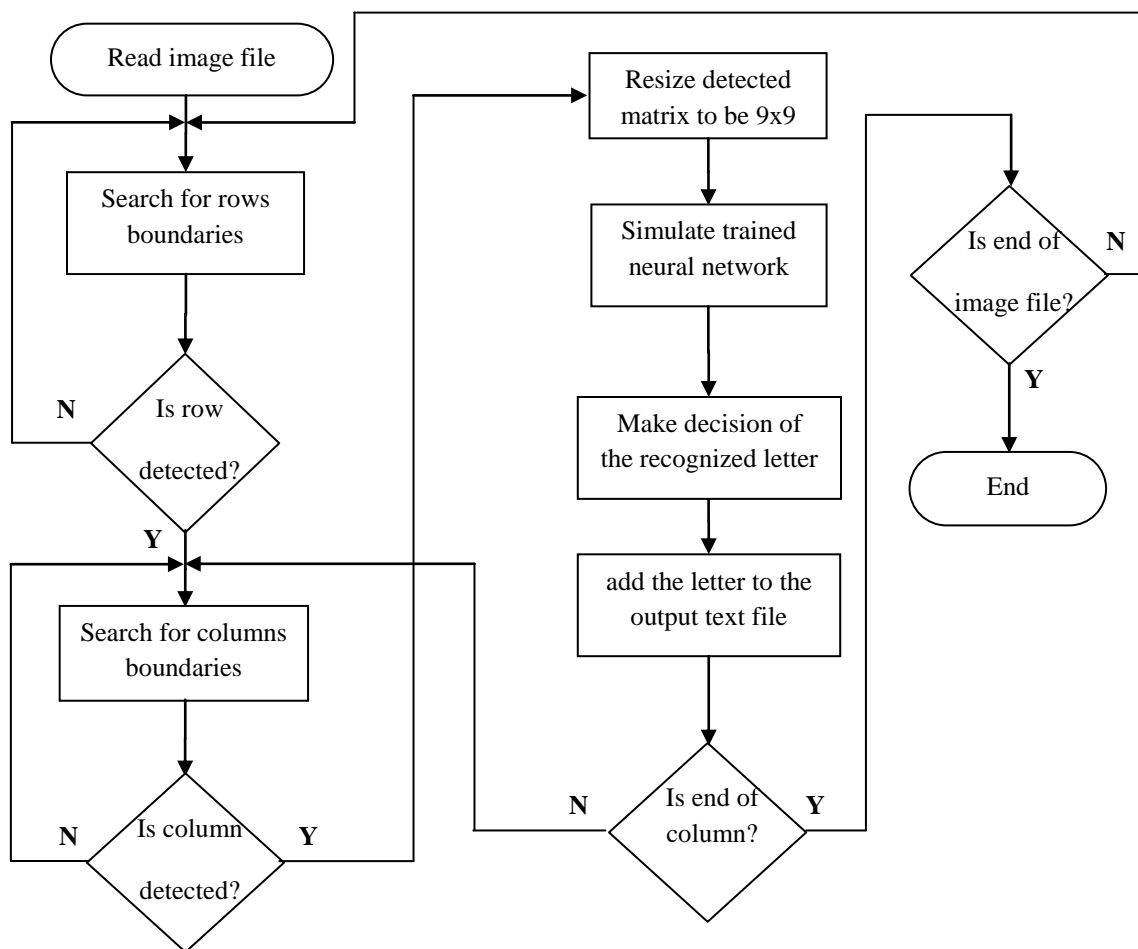 Read image file
Search for rows
boundaries
N
Is row
detected?
Y
Search for columns
boundaries
N
Is column
detected?
Y
Resize detected
matrix to be 9x9
Simulate trained
neural network
Make decision of
the recognized letter
add the letter to the
output text file
N
Is end of
column?
Y
Is end of
image file?
N
Y
End